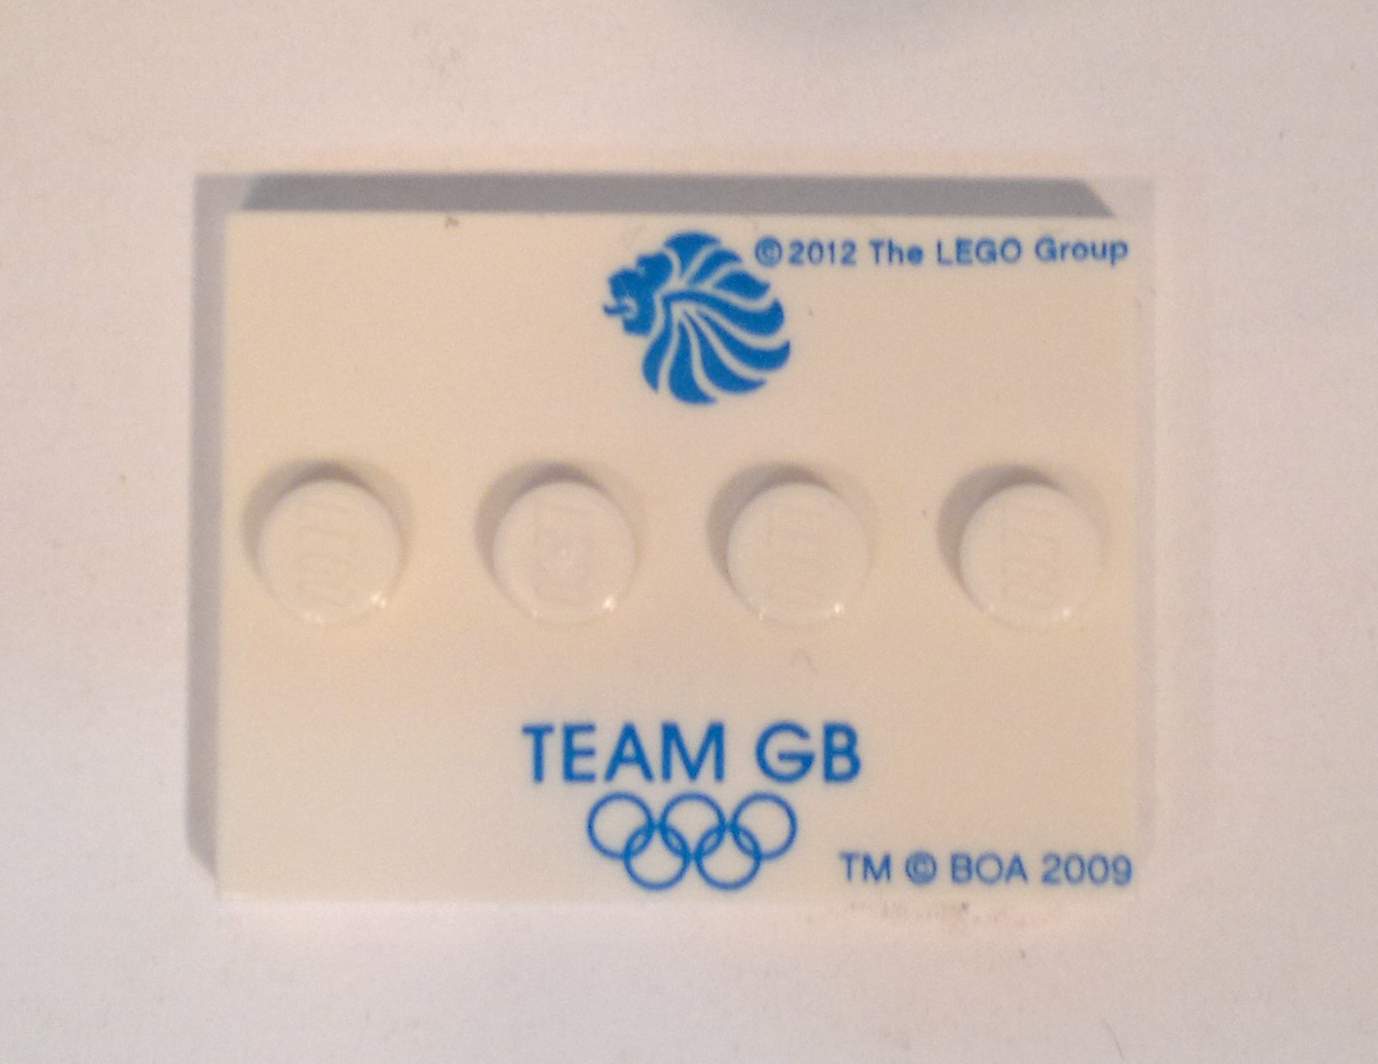 ©2012 The LEGO Group
TEAM GB
TM © BOA 2009